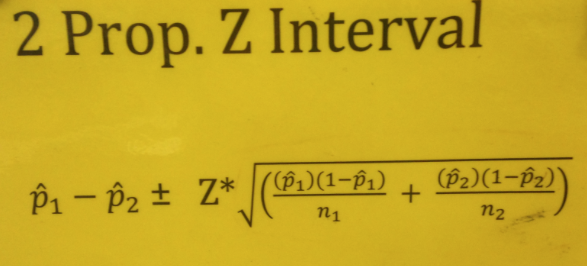 2 Prop. Z Interval
p̂₁ − p̂₂ ± Z*√((p̂₁)(1−p̂₁)/n₁ + (p̂₂)(1−p̂₂)/n₂)